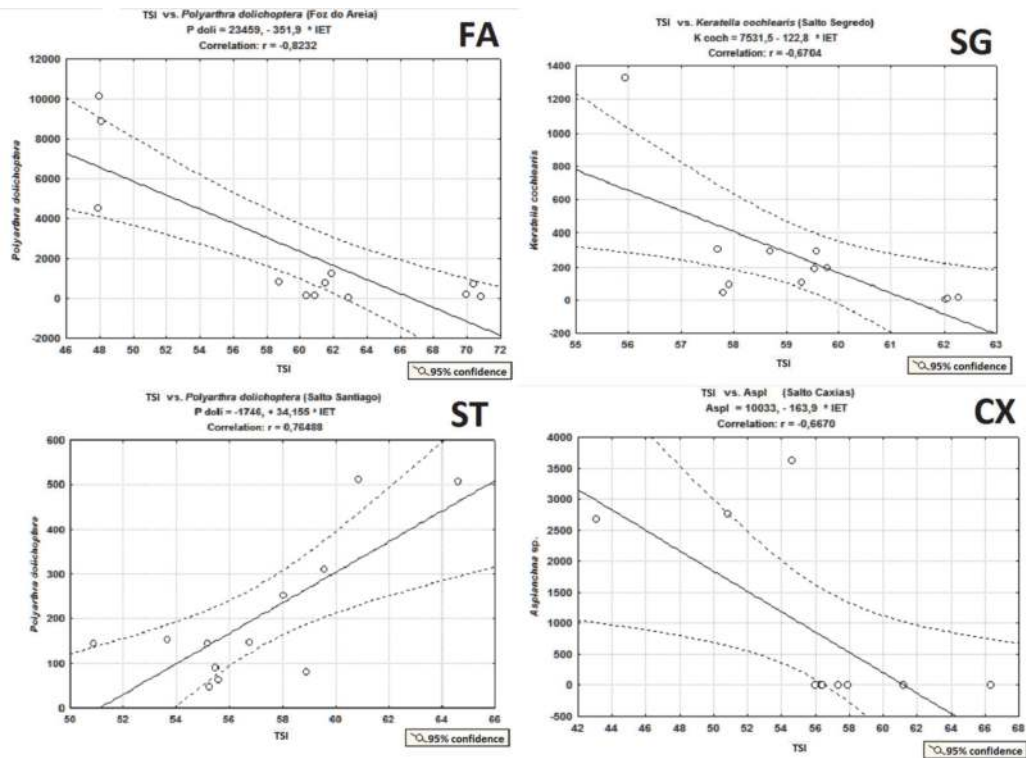 TSI vs. Polyarthra dolichoptera (Foz do Areia)
P doli = 23459, - 351,9 * IET
Correlation: r = -0,8232
FA
12000
10000
8000
6000
4000
2000
0
-2000
Polyarthra dolichoptera
46 48 50 52 54 56 58 60 62 64 66 68 70 72
TSI
95% confidence
TSI vs. Keratella cochlearis (Salto Segredo)
K coch = 7531,5 - 122,8 * IET
Correlation: r = -0,6704
SG
1400
1200
1000
800
600
400
200
0
-200
Keratella cochlearis
55 56 57 58 59 60 61 62 63
TSI
95% confidence
TSI vs. Polyarthra dolichoptera (Salto Santiago)
P doli = -1746, + 34,155 * IET
Correlation: r = 0,76488
ST
600
500
400
300
200
100
0
Polyarthra dolichoptera
50 52 54 56 58 60 62 64 66
TSI
95% confidence
TSI vs. Aspl (Salto Caxias)
Aspl = 10033, - 163,9 * IET
Correlation: r = -0,6670
CX
4000
3500
3000
2500
2000
1500
1000
500
0
-500
Asplanchna sp.
42 44 46 48 50 52 54 56 58 60 62 64 66 68
TSI
95% confidence